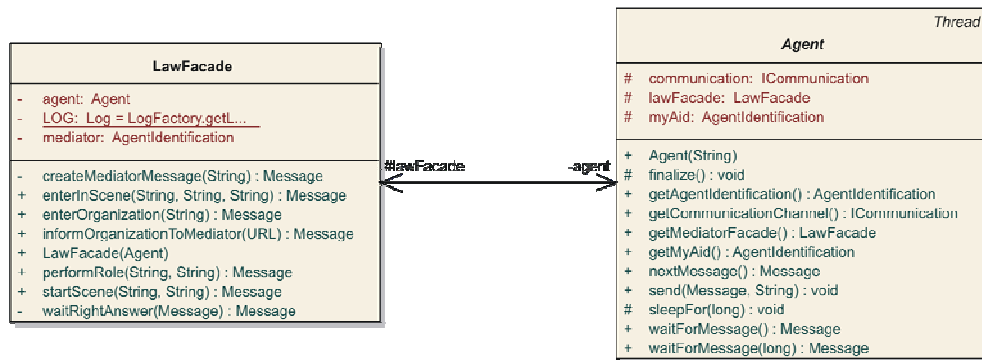 LawFacade
- agent: Agent
- LOG: Log = LogFactory.getL...
- mediator: AgentIdentification
- createMediatorMessage(String) : Message
+ enterInScene(String, String, String) : Message
+ enterOrganization(String) : Message
+ informOrganizationToMediator(URL) : Message
+ LawFacade(Agent)
+ performRole(String, String) : Message
+ startScene(String, String) : Message
- waitRightAnswer(Message) : Message
#lawFacade
-agent
Thread
Agent
# communication: ICommunication
# lawFacade: LawFacade
# myAid: AgentIdentification
+ Agent(String)
# finalize() : void
+ getAgentIdentification() : AgentIdentification
+ getCommunicationChannel() : ICommunication
+ getMediatorFacade() : LawFacade
+ getMyAid() : AgentIdentification
+ nextMessage() : Message
+ send(Message, String) : void
# sleepFor(long) : void
+ waitForMessage() : Message
+ waitForMessage(long) : Message